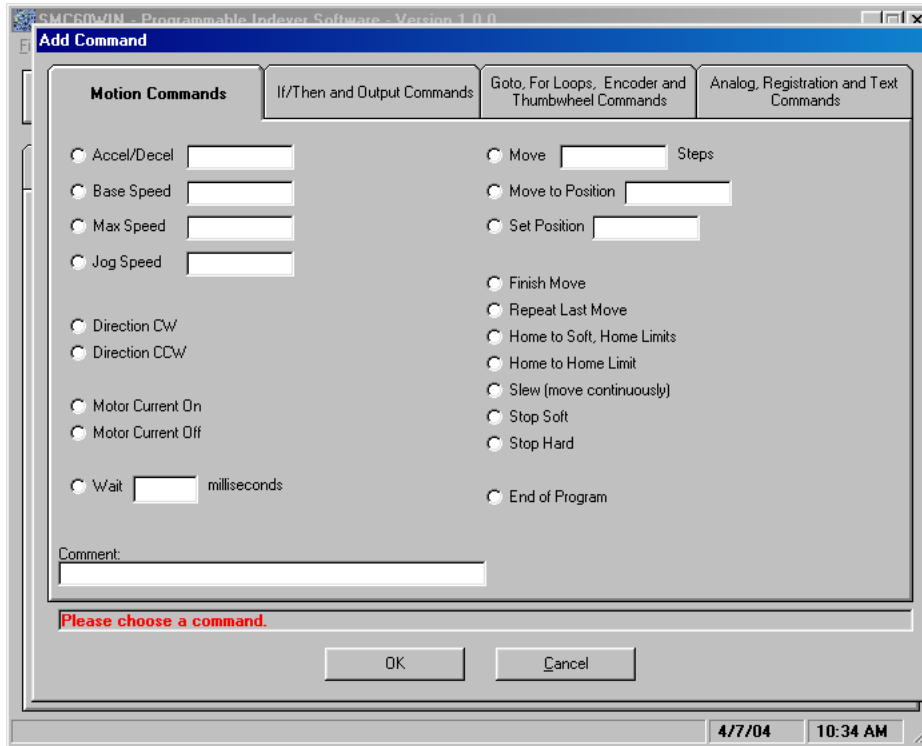 SMC60WIN - Programmable Indexer Software - Version 1.0.0
Add Command
Motion Commands
If/Then and Output Commands
Goto, For Loops, Encoder and
Thumbwheel Commands
Analog, Registration and Text
Commands
Accel/Decel
Base Speed
Max Speed
Jog Speed
Direction CW
Direction CCW
Motor Current On
Motor Current Off
Wait milliseconds
Move Steps
Move to Position
Set Position
Finish Move
Repeat Last Move
Home to Soft, Home Limits
Home to Home Limit
Slew (move continuously)
Stop Soft
Stop Hard
End of Program
Comment:
Please choose a command.
OK
Cancel
4/7/04
10:34 AM